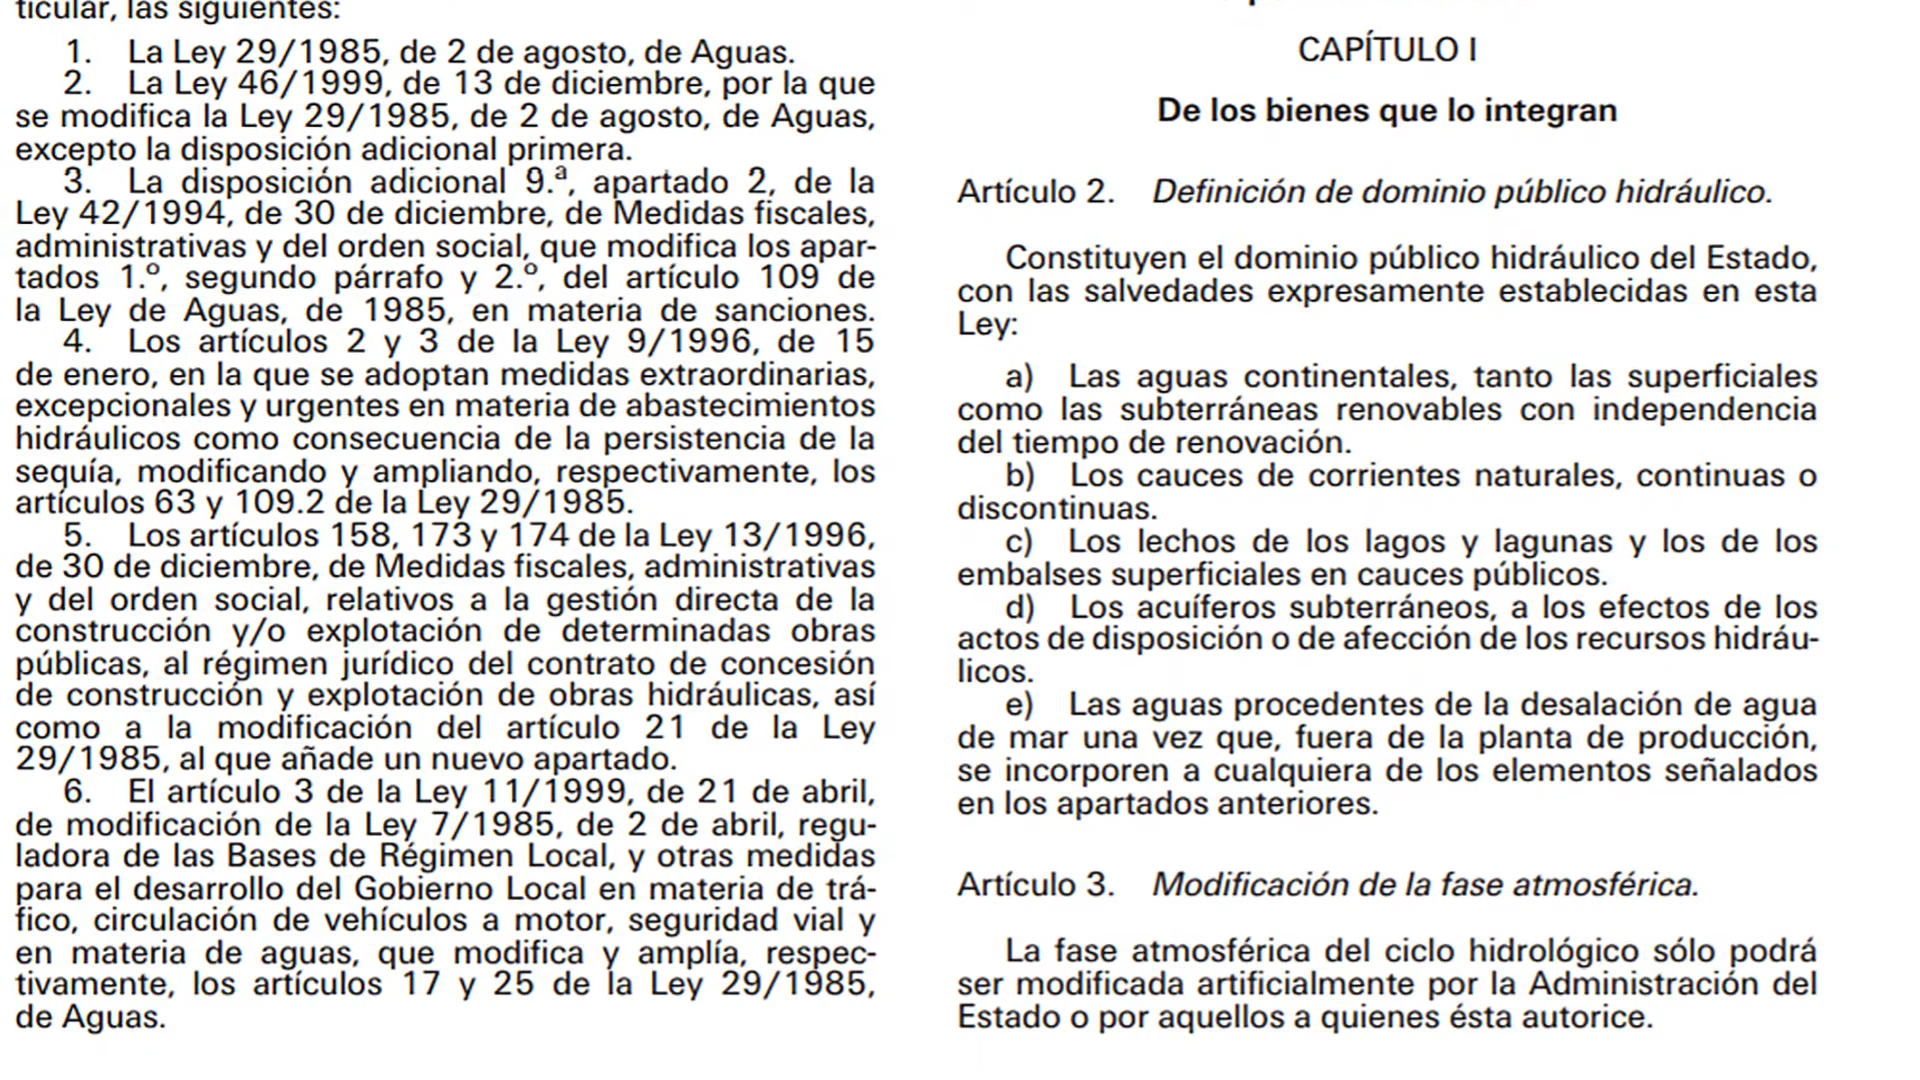 ticular, las siguientes:
1. La Ley 29/1985, de 2 de agosto, de Aguas.
2. La Ley 46/1999, de 13 de diciembre, por la que
se modifica la Ley 29/1985, de 2 de agosto, de Aguas,
excepto la disposición adicional primera.
3. La disposición adicional 9.ª, apartado 2, de la
Ley 42/1994, de 30 de diciembre, de Medidas fiscales,
administrativas y del orden social, que modifica los apar-
tados 1.º, segundo párrafo y 2.º, del artículo 109 de
la Ley de Aguas, de 1985, en materia de sanciones.
4. Los artículos 2 y 3 de la Ley 9/1996, de 15
de enero, en la que se adoptan medidas extraordinarias,
excepcionales y urgentes en materia de abastecimientos
hidráulicos como consecuencia de la persistencia de la
sequía, modificando y ampliando, respectivamente, los
artículos 63 y 109.2 de la Ley 29/1985.
5. Los artículos 158, 173 y 174 de la Ley 13/1996,
de 30 de diciembre, de Medidas fiscales, administrativas
y del orden social, relativos a la gestión directa de la
construcción y/o explotación de determinadas obras
públicas, al régimen jurídico del contrato de concesión
de construcción y explotación de obras hidráulicas, así
como a la modificación del artículo 21 de la Ley
29/1985, al que añade un nuevo apartado.
6. El artículo 3 de la Ley 11/1999, de 21 de abril,
de modificación de la Ley 7/1985, de 2 de abril, regu-
ladora de las Bases de Régimen Local, y otras medidas
para el desarrollo del Gobierno Local en materia de trá-
fico, circulación de vehículos a motor, seguridad vial y
en materia de aguas, que modifica y amplía, respec-
tivamente, los artículos 17 y 25 de la Ley 29/1985,
de Aguas.
CAPÍTULO I
De los bienes que lo integran
Artículo 2. Definición de dominio público hidráulico.
Constituyen el dominio público hidráulico del Estado,
con las salvedades expresamente establecidas en esta
Ley:
a) Las aguas continentales, tanto las superficiales
como las subterráneas renovables con independencia
del tiempo de renovación.
b) Los cauces de corrientes naturales, continuas o
discontinuas.
c) Los lechos de los lagos y lagunas y los de los
embalses superficiales en cauces públicos.
d) Los acuíferos subterráneos, a los efectos de los
actos de disposición o de afección de los recursos hidráu-
licos.
e) Las aguas procedentes de la desalación de agua
de mar una vez que, fuera de la planta de producción,
se incorporen a cualquiera de los elementos señalados
en los apartados anteriores.
Artículo 3. Modificación de la fase atmosférica.
La fase atmosférica del ciclo hidrológico sólo podrá
ser modificada artificialmente por la Administración del
Estado o por aquellos a quienes ésta autorice.